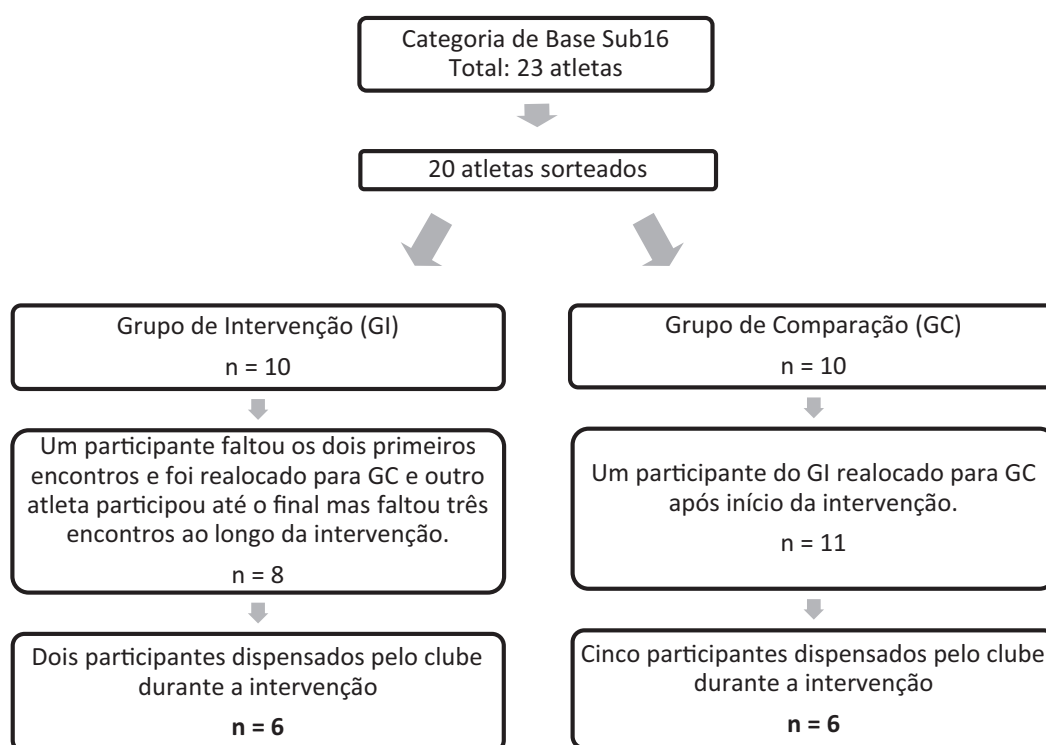 Categoria de Base Sub16
Total: 23 atletas
20 atletas sorteados
Grupo de Intervenção (GI)
n = 10
Grupo de Comparação (GC)
n = 10
Um participante faltou os dois primeiros
encontros e foi realocado para GC e outro
atleta participou até o final mas faltou três
encontros ao longo da intervenção.
n = 8
Um participante do GI realocado para GC
após início da intervenção.
n = 11
Dois participantes dispensados pelo clube
durante a intervenção
n = 6
Cinco participantes dispensados pelo clube
durante a intervenção
n = 6